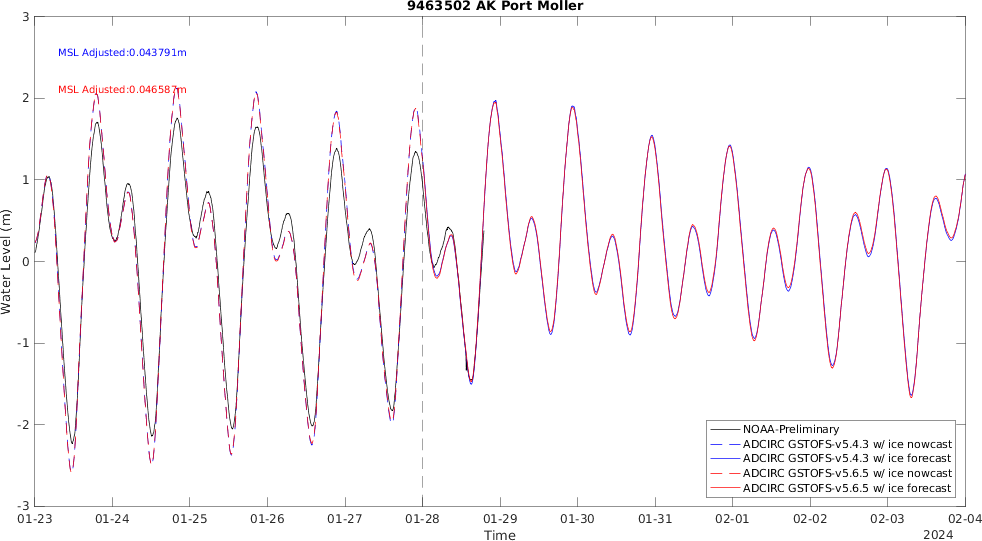 9463502 AK Port Moller
MSL Adjusted:0.043791m
MSL Adjusted:0.046587m
Water Level (m)
3
2
1
0
-1
-2
-3
NOAA-Preliminary
ADCIRC GSTOFS-v5.4.3 w/ ice nowcast
ADCIRC GSTOFS-v5.4.3 w/ ice forecast
ADCIRC GSTOFS-v5.6.5 w/ ice nowcast
ADCIRC GSTOFS-v5.6.5 w/ ice forecast
01-23 01-24 01-25 01-26 01-27 01-28 01-29 01-30 01-31 02-01 02-02 02-03 02-04
Time
2024